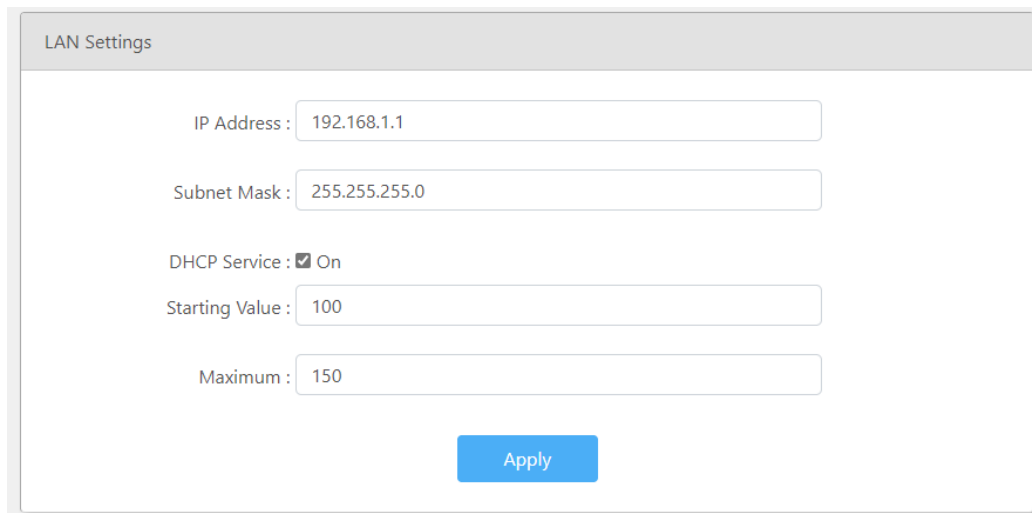 LAN Settings
IP Address : 192.168.1.1
Subnet Mask : 255.255.255.0
DHCP Service : On
Starting Value : 100
Maximum : 150
Apply